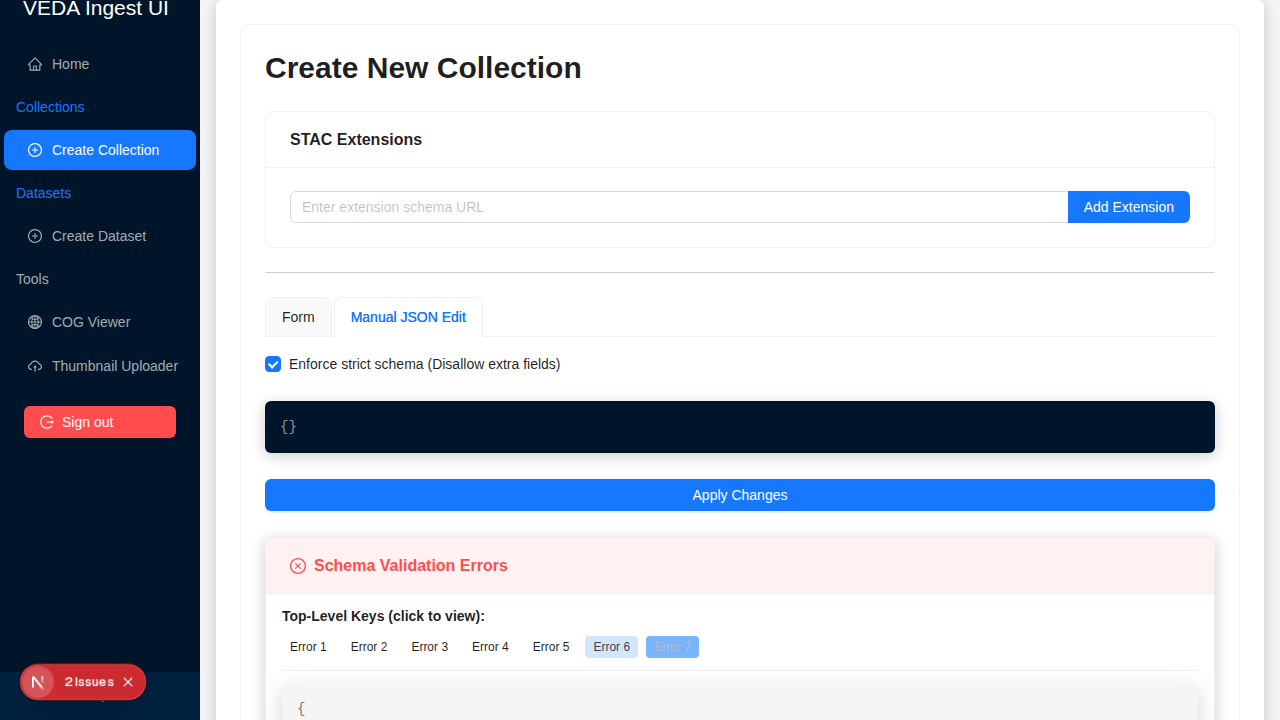 VEDA Ingest UI
Home
Collections
Create Collection
Datasets
Create Dataset
Tools
COG Viewer
Thumbnail Uploader
Sign out
2 Issues
Create New Collection
STAC Extensions
Enter extension schema URL
Add Extension
Form
Manual JSON Edit
Enforce strict schema (Disallow extra fields)
{}
Apply Changes
Schema Validation Errors
Top-Level Keys (click to view):
Error 1 Error 2 Error 3 Error 4 Error 5 Error 6 Error 7
{